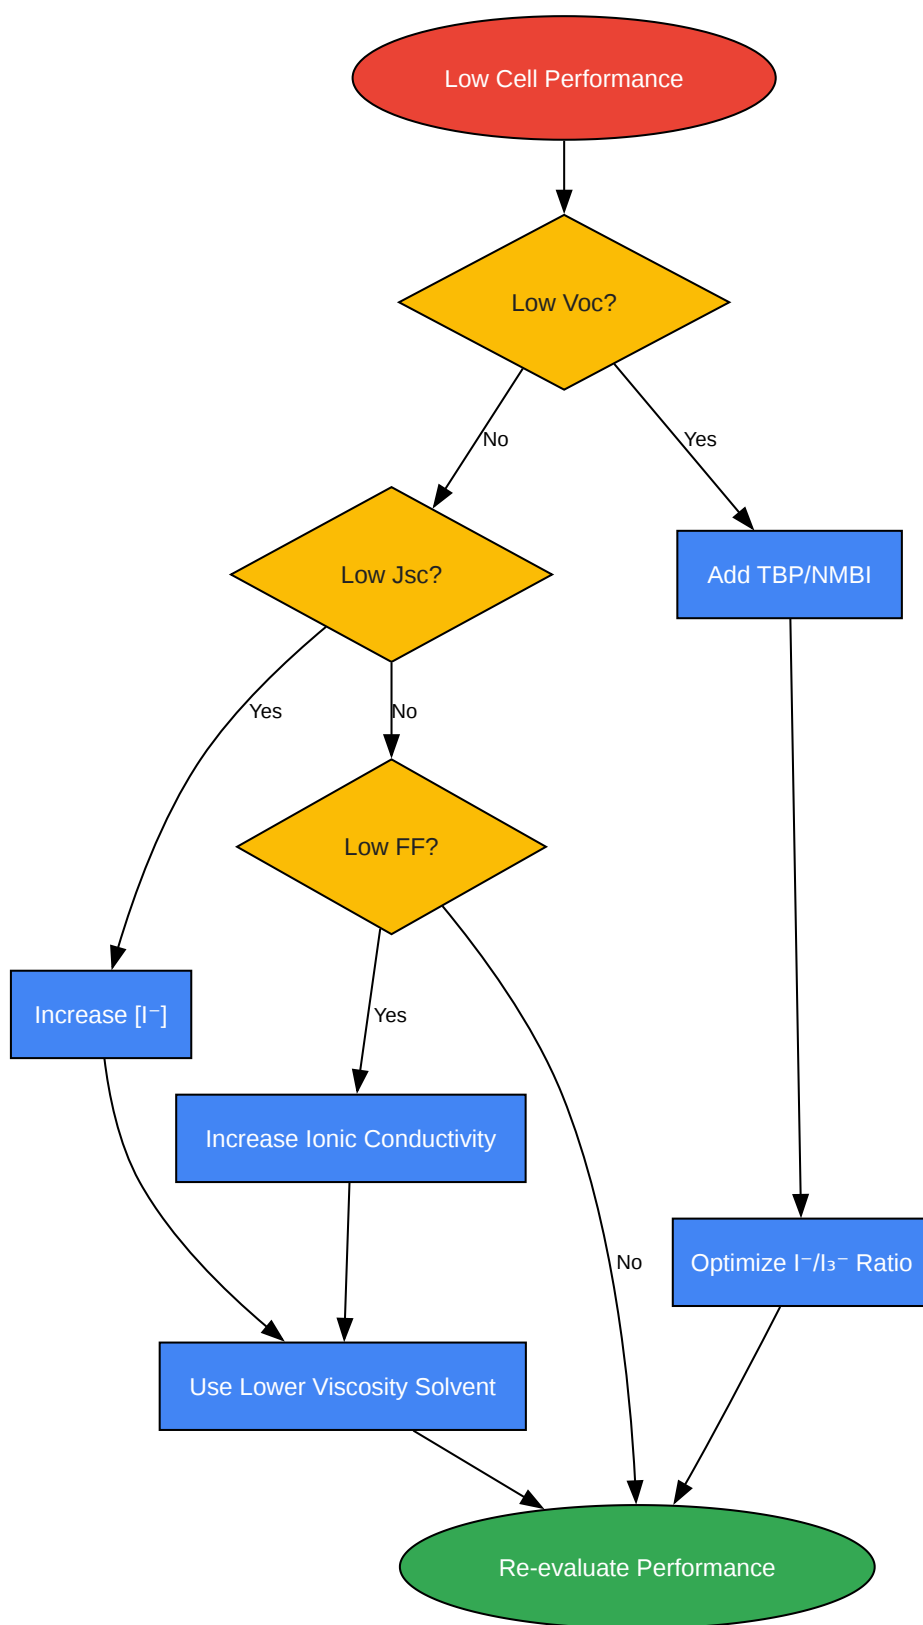 Low Cell Performance
Low Voc?
No
Yes
Low Jsc?
Add TBP/NMBI
Yes
No
Low FF?
Increase [I⁻]
Yes
Increase Ionic Conductivity
No
Optimize I⁻/I₃⁻ Ratio
Use Lower Viscosity Solvent
Re-evaluate Performance